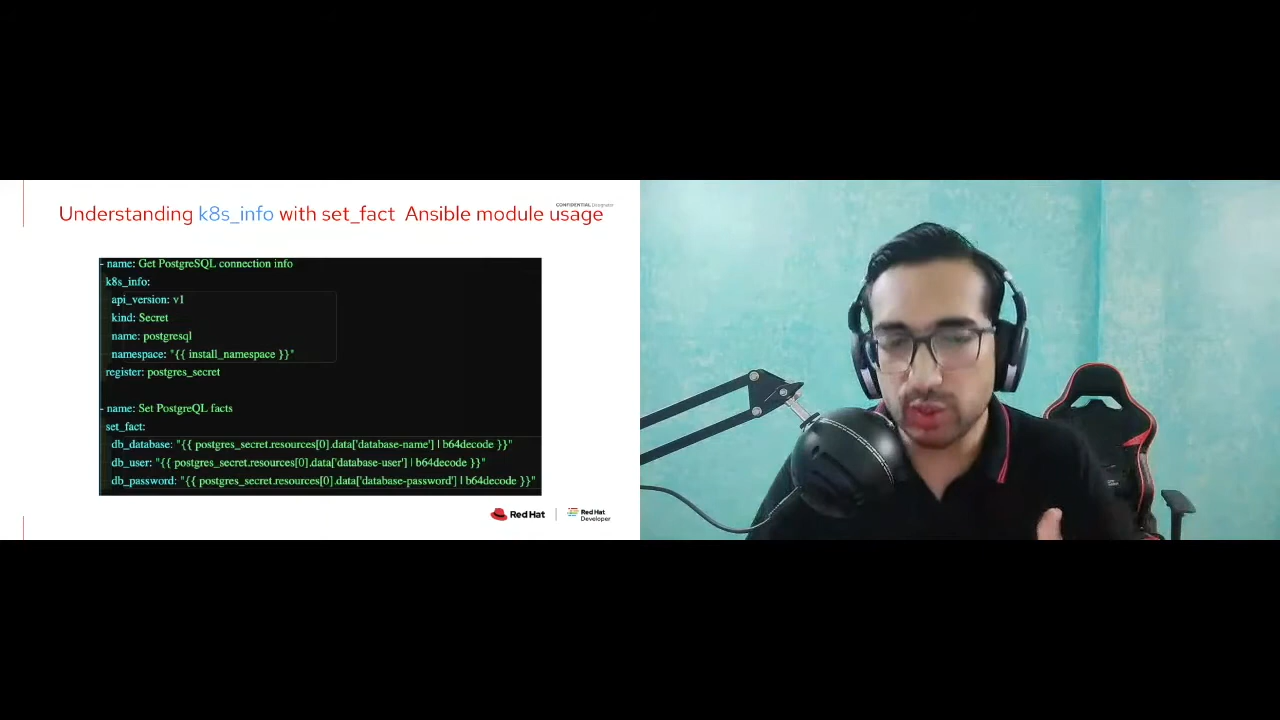 CONFIDENTIAL Designator
Understanding k8s_info with set_fact Ansible module usage
- name: Get PostgreSQL connection info
k8s_info:
api_version: v1
kind: Secret
name: postgresql
namespace: "{{ install_namespace }}"
register: postgres_secret
- name: Set PostgreQL facts
set_fact:
db_database: "{{ postgres_secret.resources[0].data['database-name'] | b64decode }}"
db_user: "{{ postgres_secret.resources[0].data['database-user'] | b64decode }}"
db_password: "{{ postgres_secret.resources[0].data['database-password'] | b64decode }}"
Red Hat
Red Hat
Developer